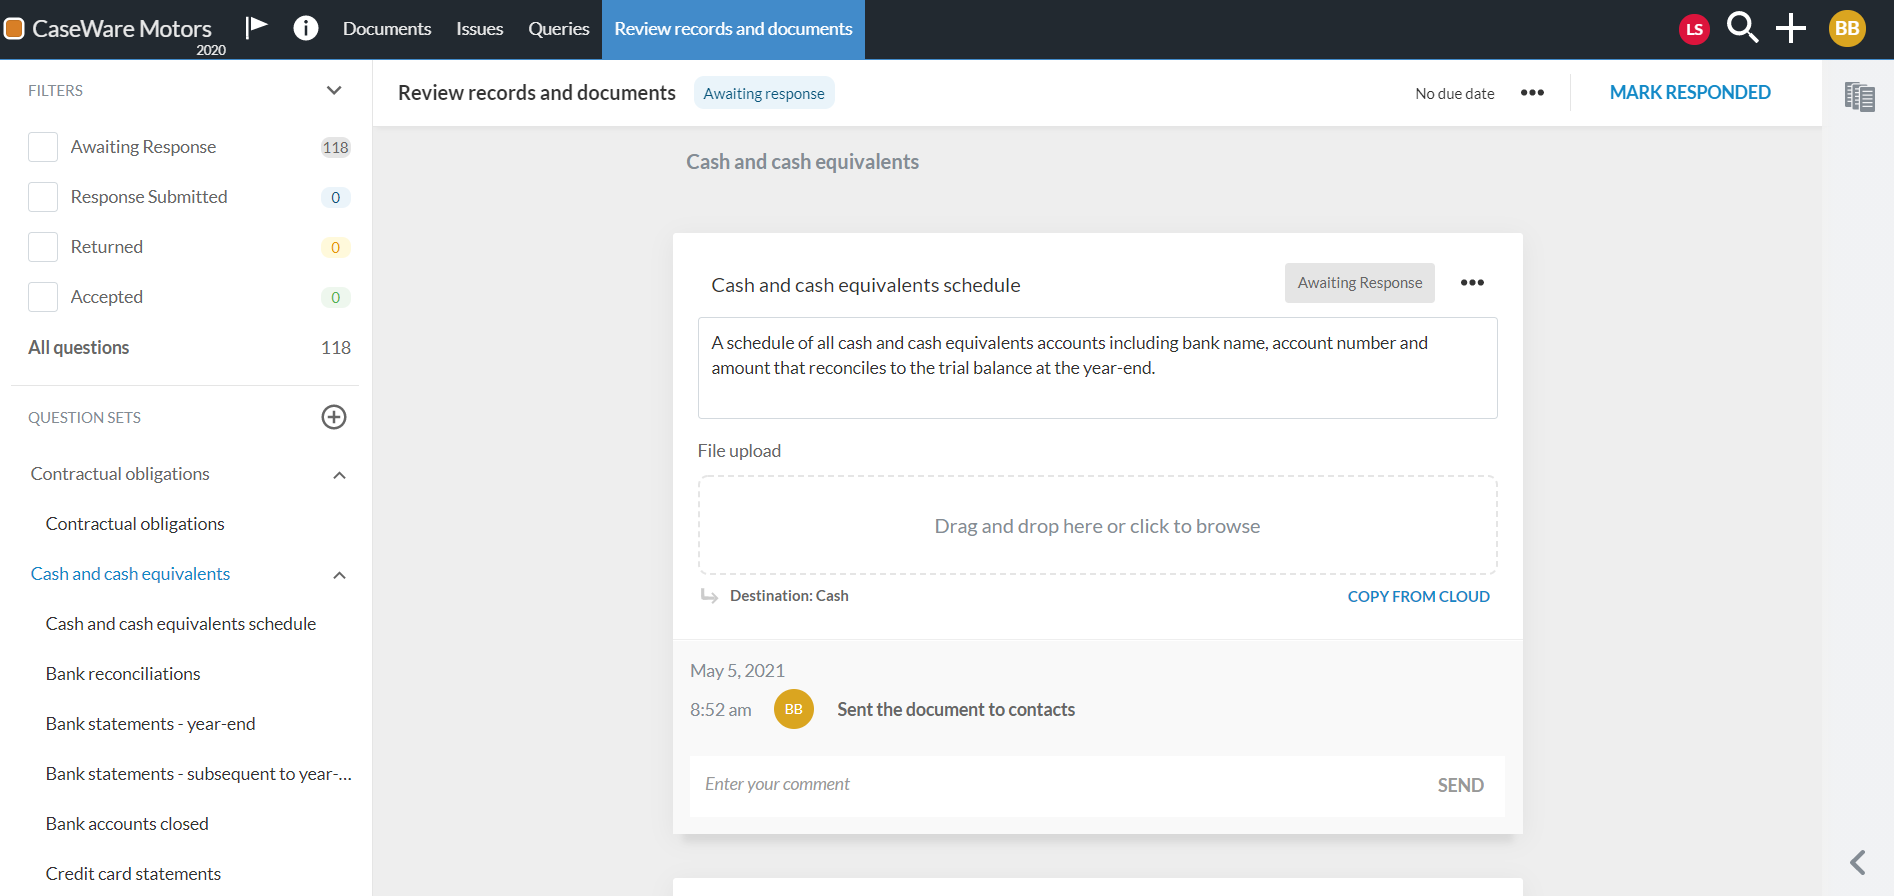 CaseWare Motors
2020
Documents
Issues
Queries
Review records and documents
LS
BB
FILTERS
Awaiting Response 118
Response Submitted 0
Returned 0
Accepted 0
All questions 118
QUESTION SETS
Contractual obligations
Contractual obligations
Cash and cash equivalents
Cash and cash equivalents schedule
Bank reconciliations
Bank statements - year-end
Bank statements - subsequent to year-...
Bank accounts closed
Credit card statements
Review records and documents
Awaiting response
No due date
MARK RESPONDED
Cash and cash equivalents
Cash and cash equivalents schedule
Awaiting Response
A schedule of all cash and cash equivalents accounts including bank name, account number and
amount that reconciles to the trial balance at the year-end.
File upload
Drag and drop here or click to browse
Destination: Cash
COPY FROM CLOUD
May 5, 2021
8:52 am
BB
Sent the document to contacts
Enter your comment
SEND